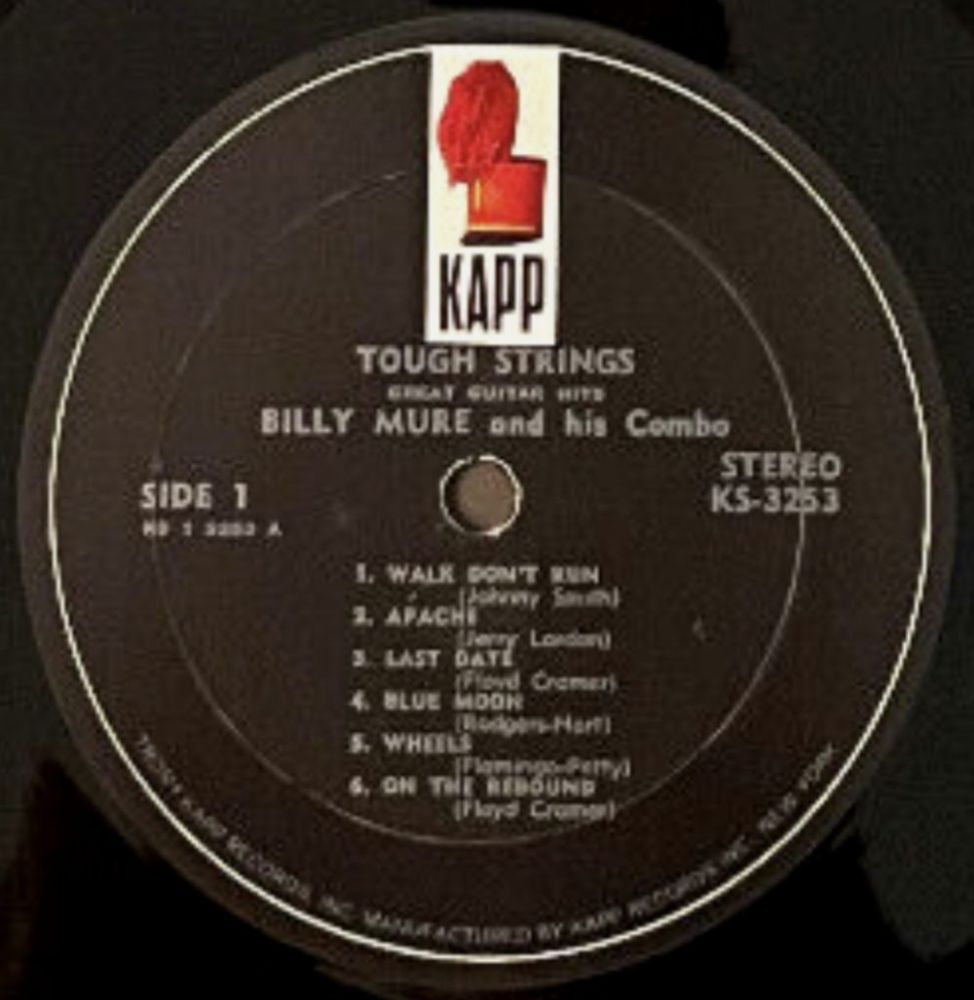 KAPP
TOUGH STRINGS
GREAT GUITAR HITS
BILLY MURE and his Combo
STEREO
KS-3253
SIDE 1
1. WALK DON'T RUN
(Johnny Smith)
2. APACHE
(Jerry Lordan)
3. LAST DATE
(Floyd Cramer)
4. BLUE MOON
(Rodgers-Hart)
5. WHEELS
(Flamingo-Petty)
6. ON THE REBOUND
(Floyd Cramer)
KAPP RECORDS, INC. MANUFACTURED BY KAPP RECORDS, INC. NEW YORK